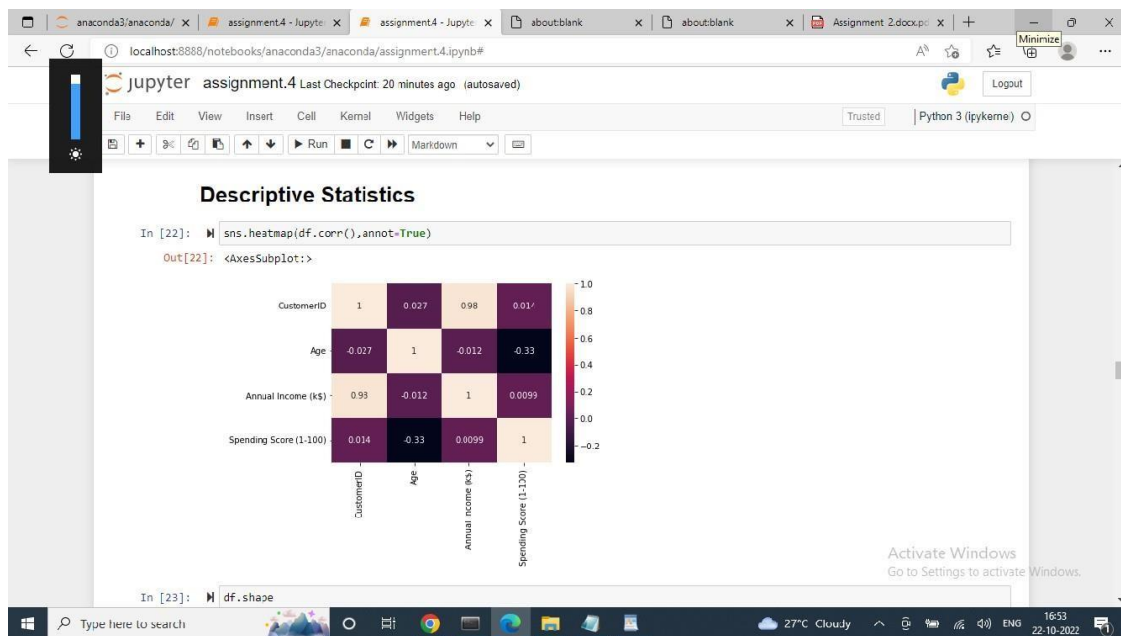 anaconda3/anaconda/
assignment.4 - Jupyte
assignment.4 - Jupyte
about:blank
about:blank
Assignment 2.docx.pd
Minimize
localhost:8888/notebooks/anaconda3/anaconda/assignment.4.ipynb#
jupyter assignment.4 Last Checkpoint: 20 minutes ago (autosaved)
Logout
File Edit View Insert Cell Kernal Widgets Help
Trusted
Python 3 (ipykernel)
Run
Markdown
Descriptive Statistics
In [22]: sns.heatmap(df.corr(),annot=True)
Out[22]: <AxesSubplot:>
CustomerID 1 0.027 0.98 0.014
Age -0.027 1 -0.012 -0.33
Annual Income (k$) 0.98 -0.012 1 0.0099
Spending Score (1-100) 0.014 -0.33 0.0099 1
1.0
0.8
0.6
0.4
0.2
0.0
-0.2
CustomerID
Age
Annual Income (k$)
Spending Score (1-100)
Activate Windows
Go to Settings to activate Windows.
In [23]: df.shape
Type here to search
27°C Cloudy
ENG
16:53
22-10-2022